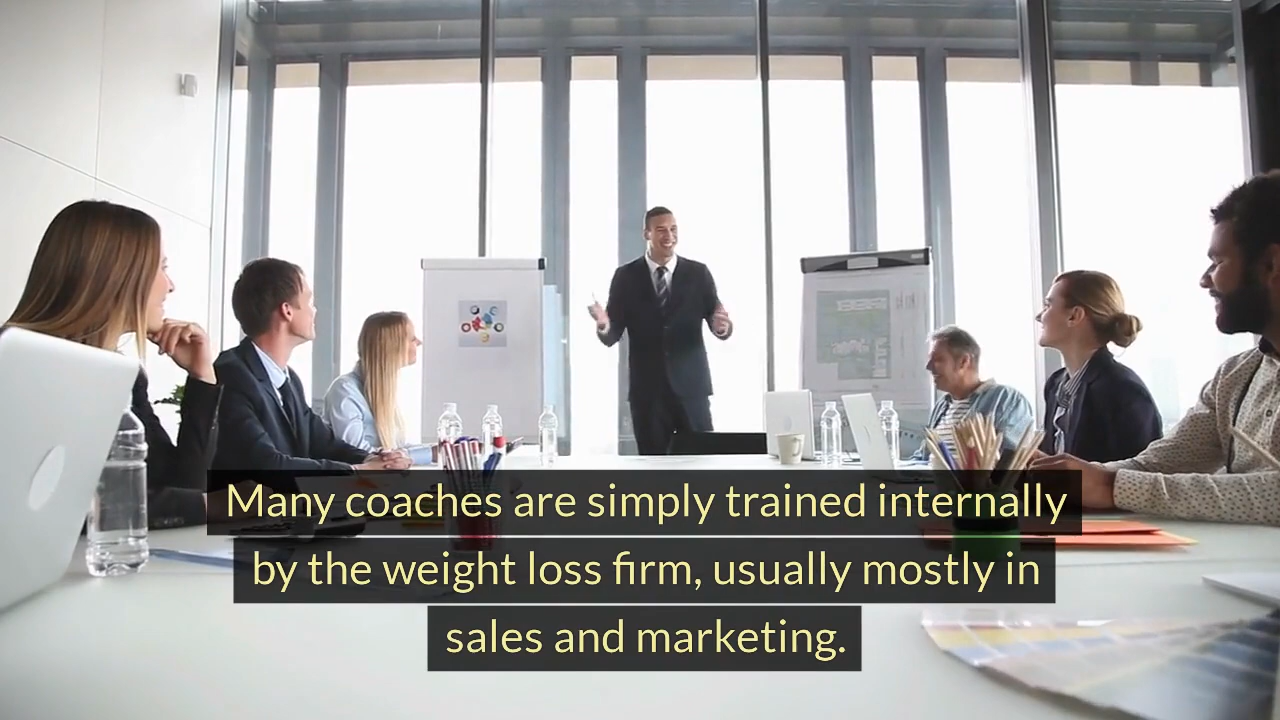 Many coaches are simply trained internally
by the weight loss firm, usually mostly in
sales and marketing.